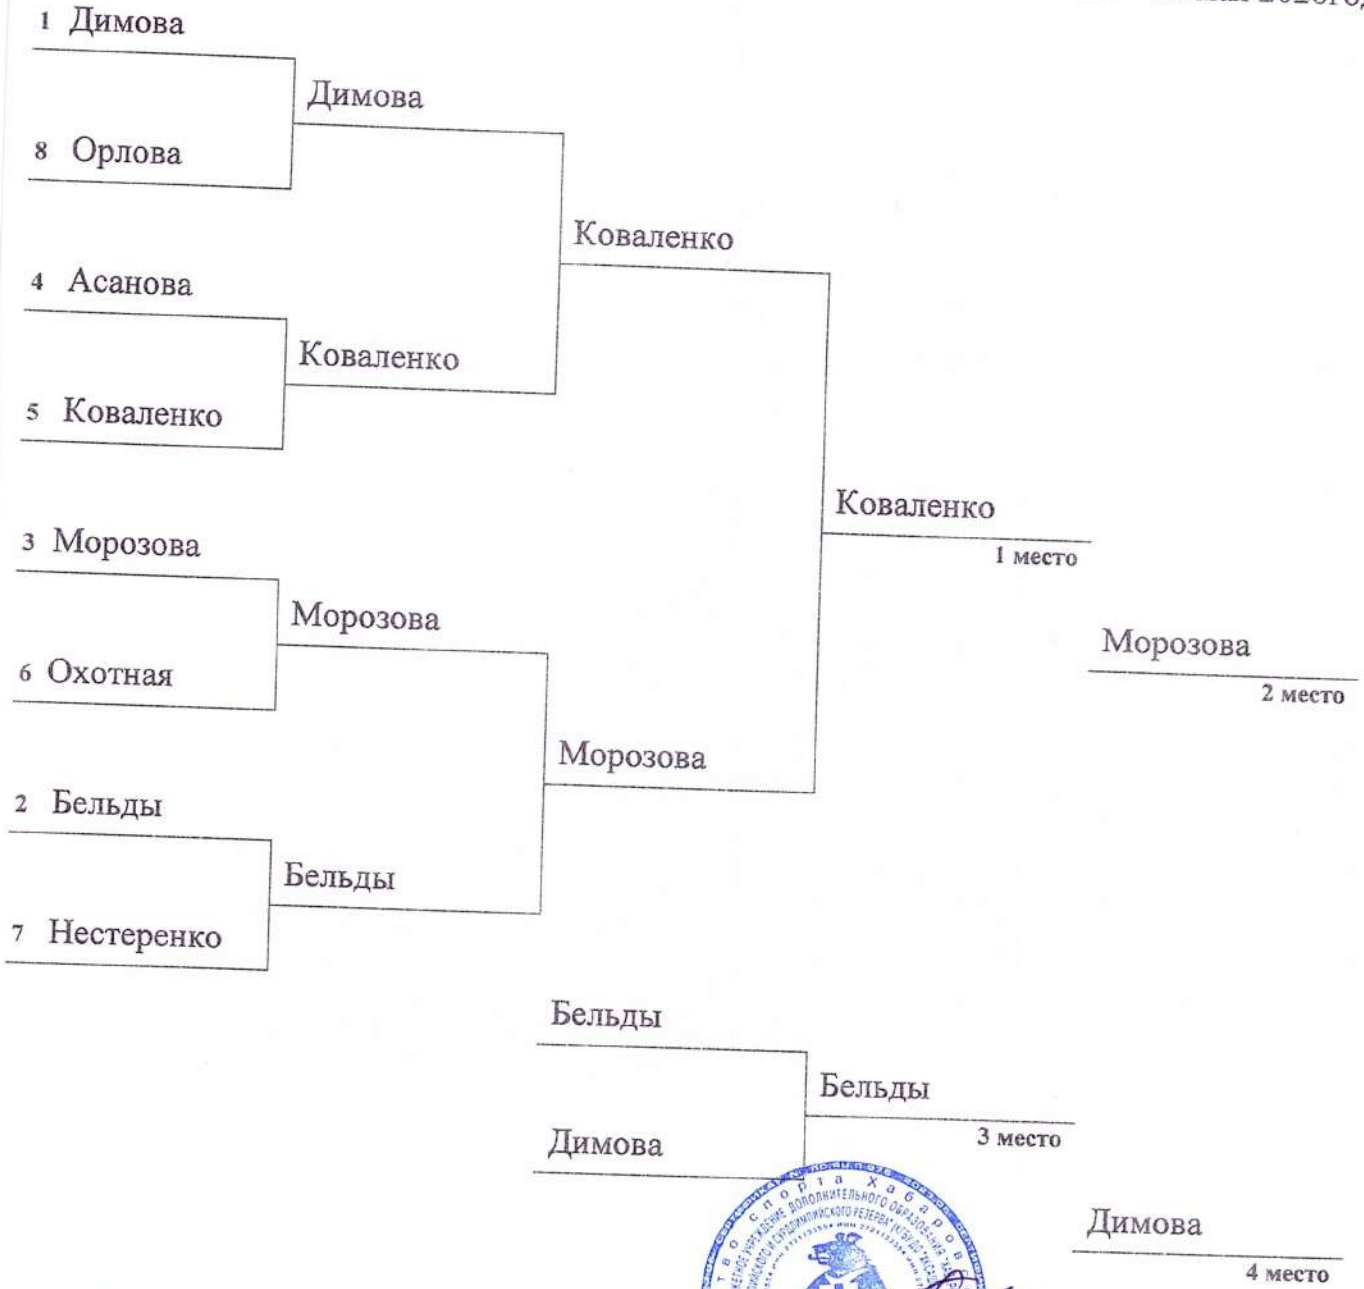 1 Димова
Димова
8 Орлова
Коваленко
4 Асанова
Коваленко
5 Коваленко
Коваленко
1 место
3 Морозова
Морозова
Морозова
2 место
6 Охотная
Морозова
2 Бельды
Бельды
7 Нестеренко
Бельды
Бельды
3 место
Димова
Димова
4 место